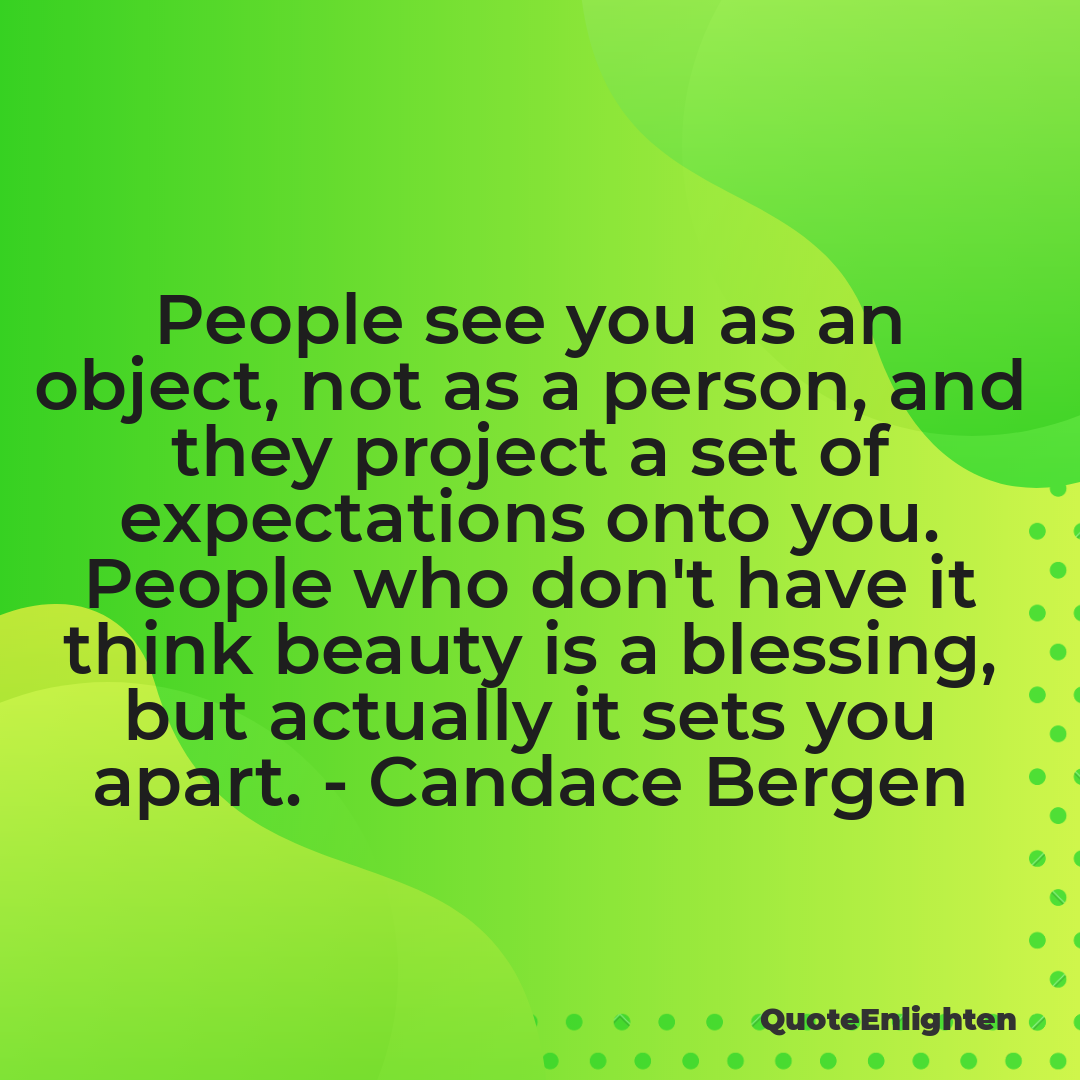 People see you as an
object, not as a person, and
they project a set of
expectations onto you.
People who don't have it
think beauty is a blessing,
but actually it sets you
apart. - Candace Bergen
QuoteEnlighten